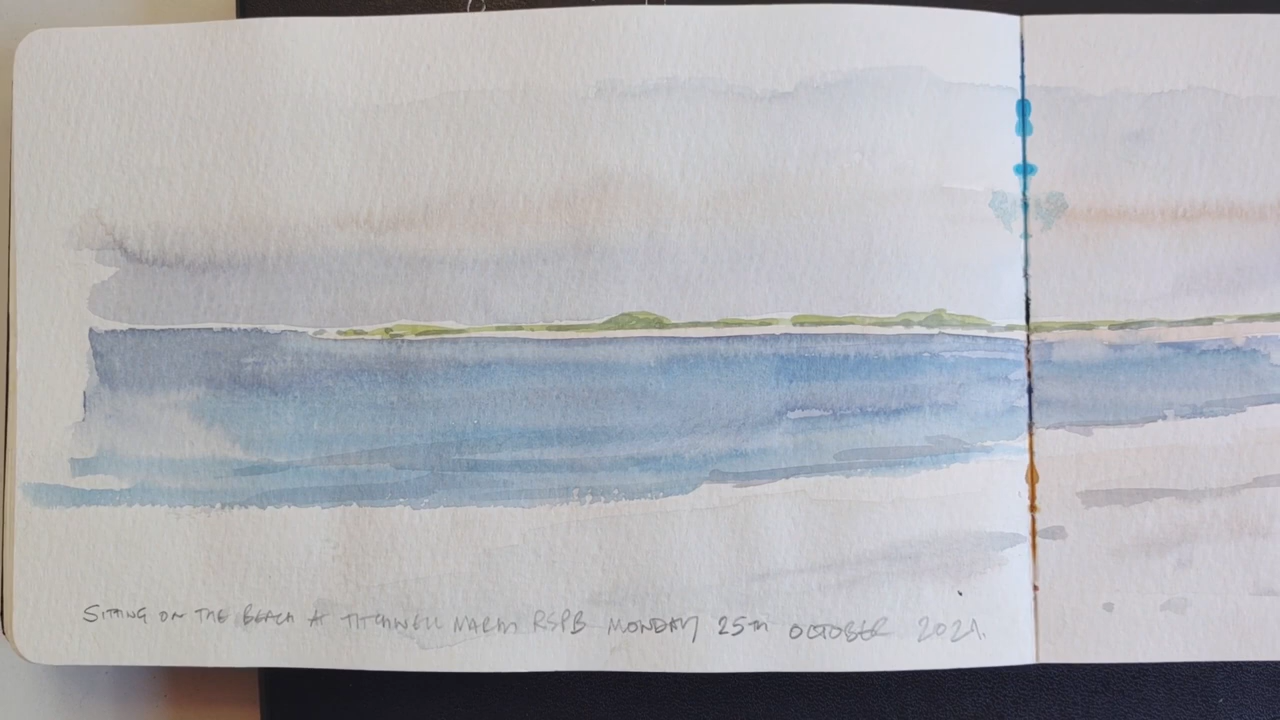 SITTING ON THE BEACH AT TITCHWELL MARSH RSPB MONDAY 25TH OCTOBER 2021.